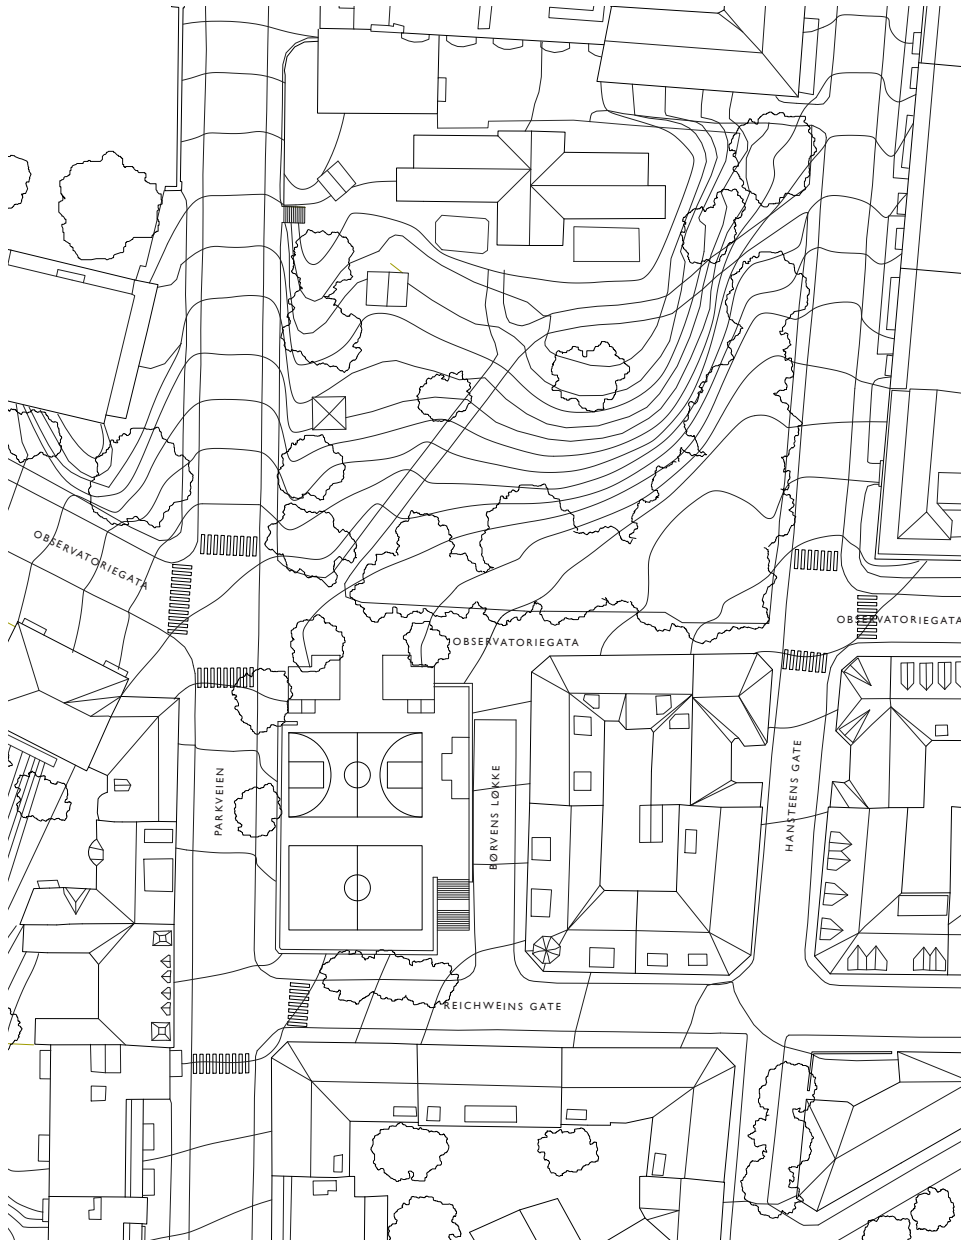 OBSERVATORIEGATA
OBSERVATORIEGATA
OBSERVATORIEGATA
PARKVEIEN
BØRVENS LØKKE
HANSTEENS GATE
REICHWEINS GATE